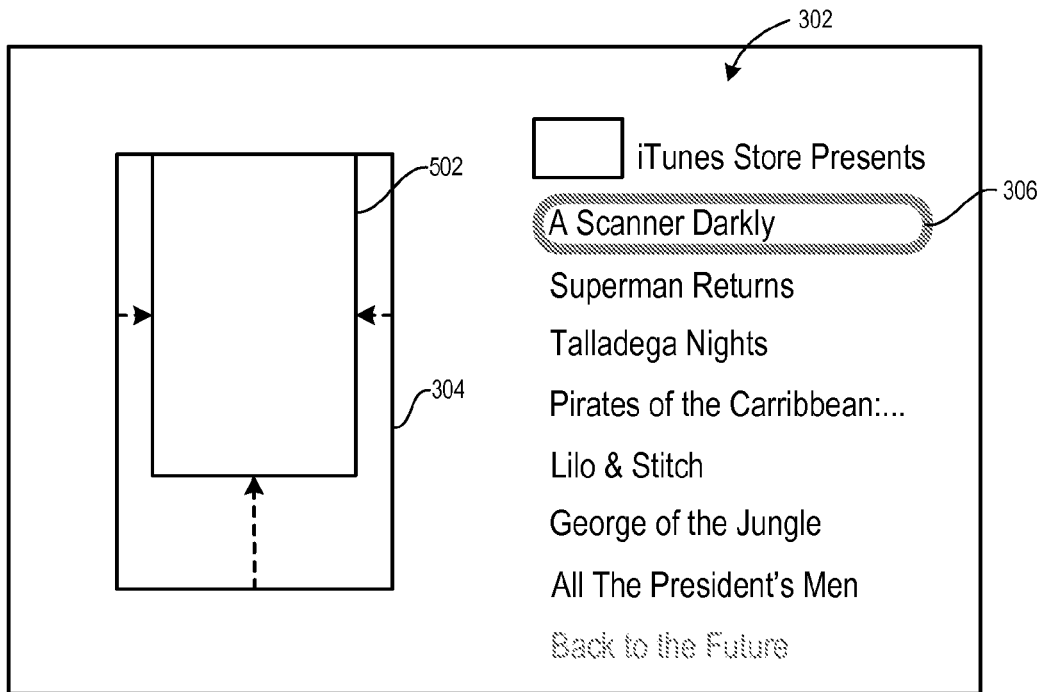 302
iTunes Store Presents
502
306
A Scanner Darkly
Superman Returns
Talladega Nights
304
Pirates of the Carribbean:...
Lilo & Stitch
George of the Jungle
All The President's Men
Back to the Future